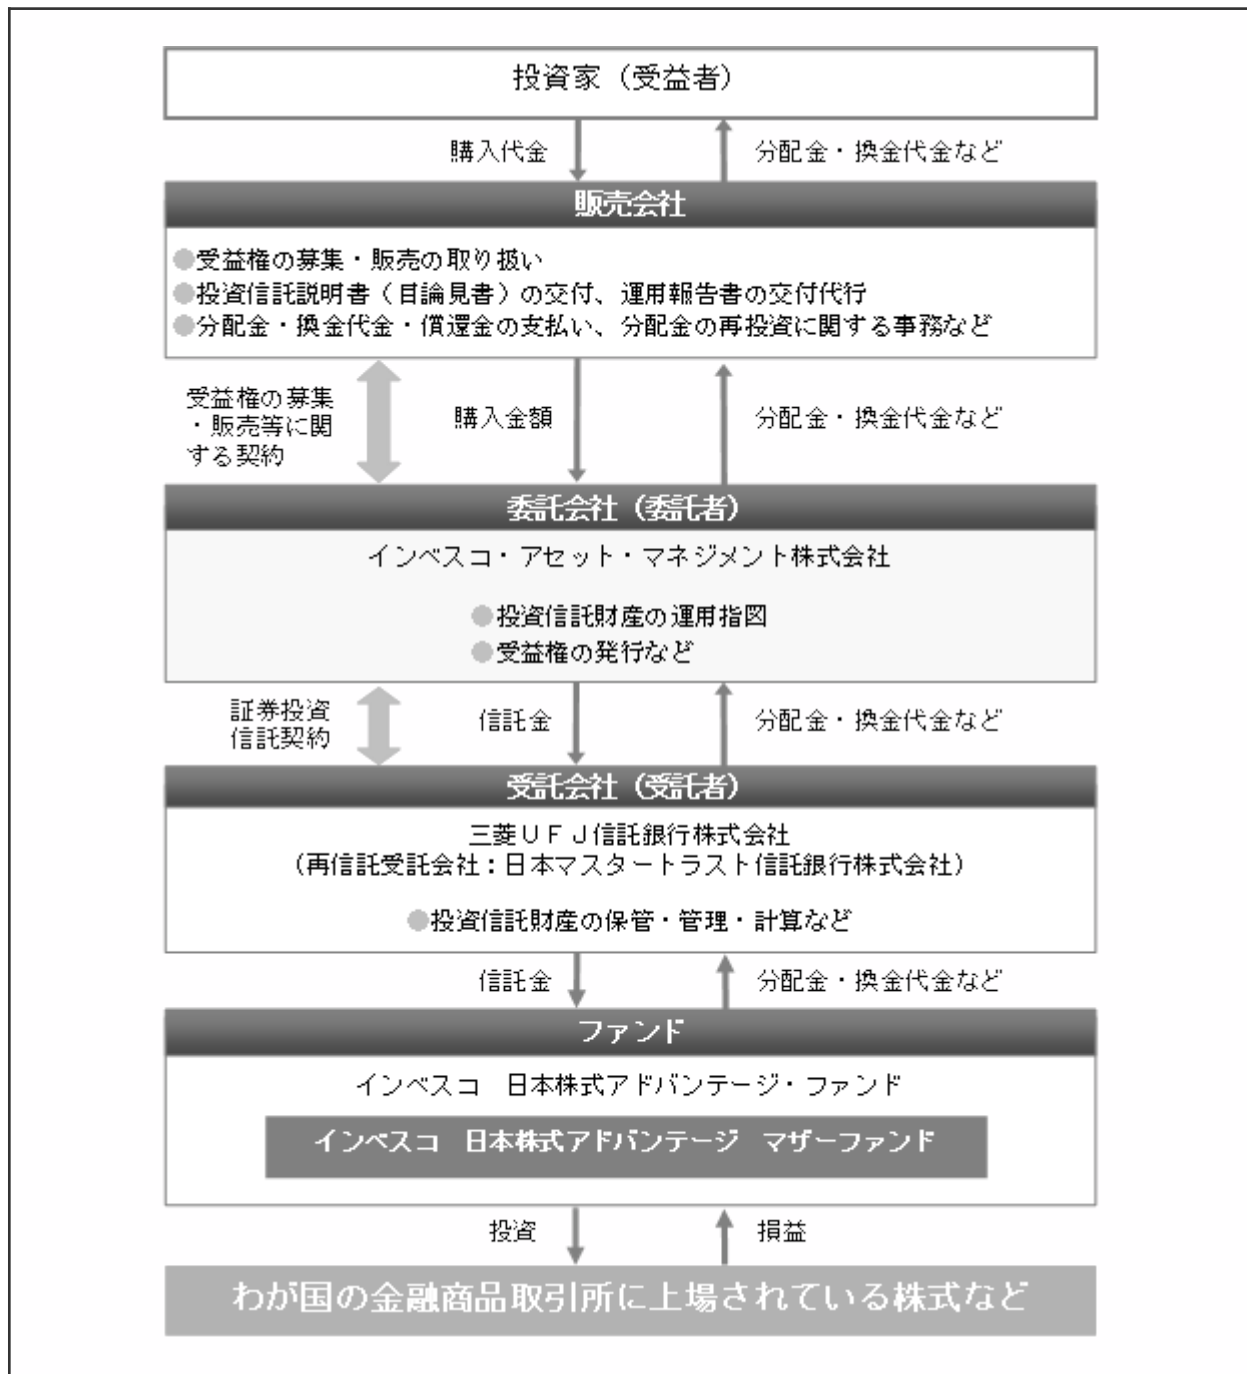 投資家（受益者）
購入代金
分配金・換金代金など
販売会社
●受益権の募集・販売の取り扱い
●投資信託説明書（目論見書）の交付、運用報告書の交付代行
●分配金・換金代金・償還金の支払い、分配金の再投資に関する事務など
受益権の募集
・販売等に関
する契約
購入金額
分配金・換金代金など
委託会社（委託者）
インベスコ・アセット・マネジメント株式会社
●投資信託財産の運用指図
●受益権の発行など
証券投資
信託契約
信託金
分配金・換金代金など
受託会社（受託者）
三菱ＵＦＪ信託銀行株式会社
（再信託受託会社：日本マスタートラスト信託銀行株式会社）
●投資信託財産の保管・管理・計算など
信託金
分配金・換金代金など
ファンド
インベスコ　日本株式アドバンテージ・ファンド
インベスコ　日本株式アドバンテージ　マザーファンド
投資
損益
わが国の金融商品取引所に上場されている株式など